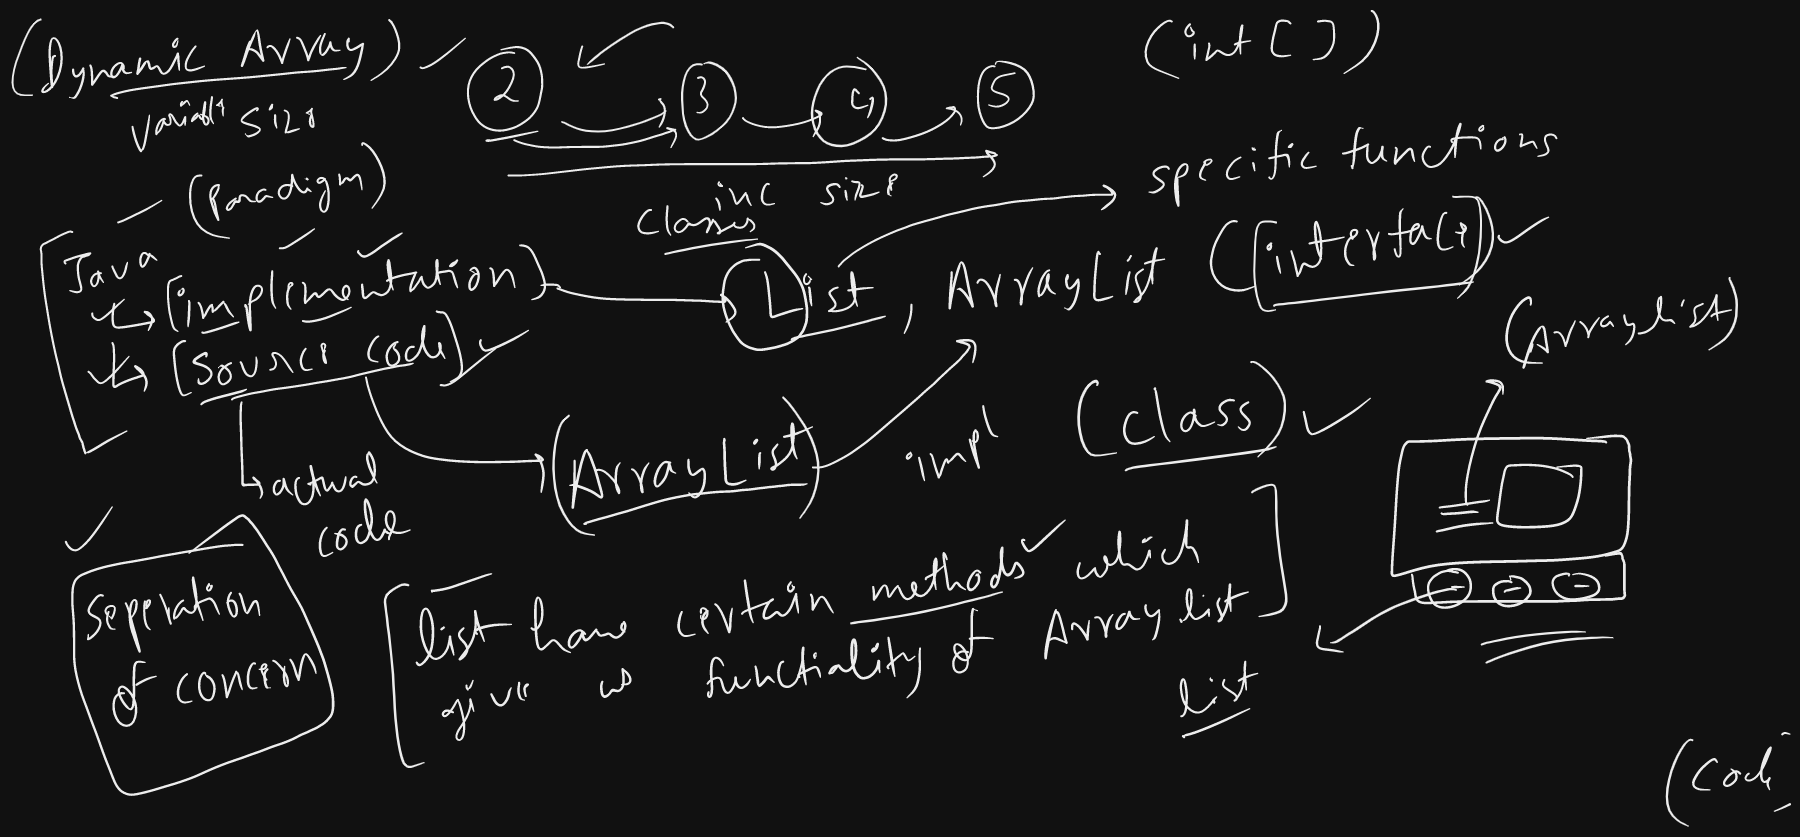 (Dynamic Array)
variabl size
2 3 4 5
(int [ ])
inc size
(Paradigm)
Java
[implementation]
[Source code]
actual
code
classes
List, ArrayList (interface)
specific functions
(ArrayList)
impl
(class)
(Arraylist)
Seperation
of concern
[list have certain methods which
give us functiality of Array list]
list
(Code